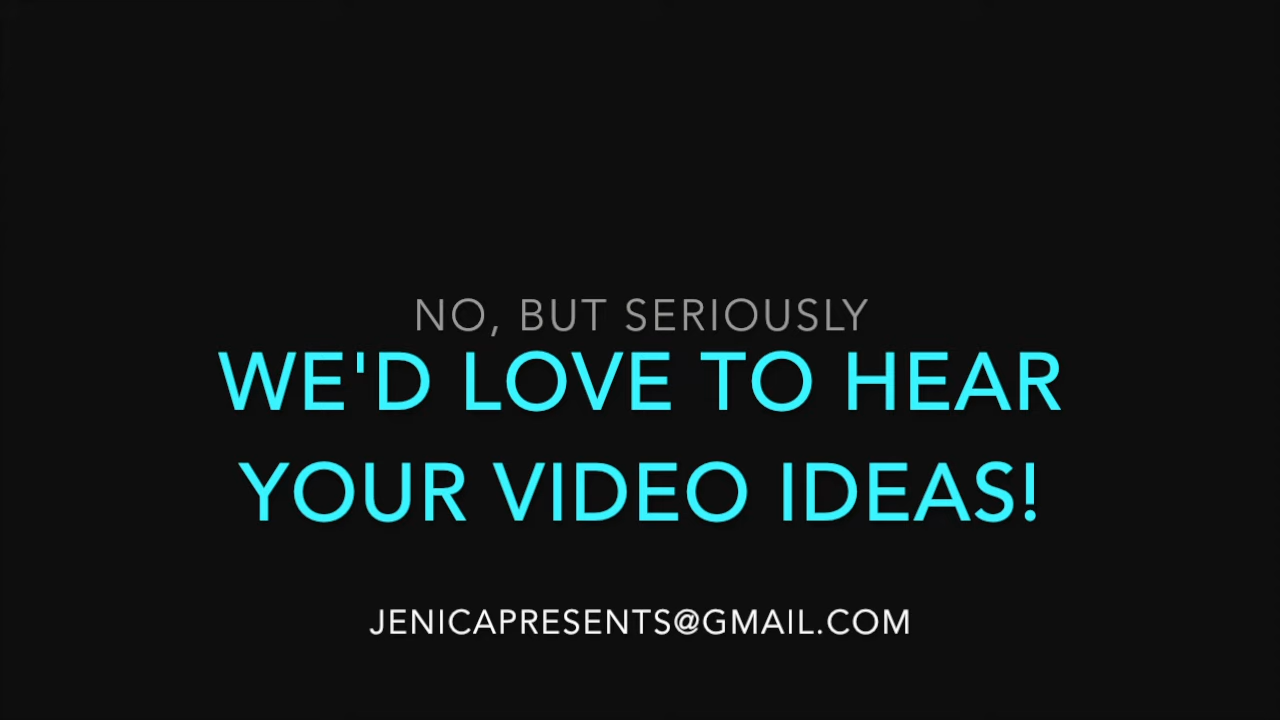 NO, BUT SERIOUSLY
WE'D LOVE TO HEAR
YOUR VIDEO IDEAS!
JENICAPRESENTS@GMAIL.COM